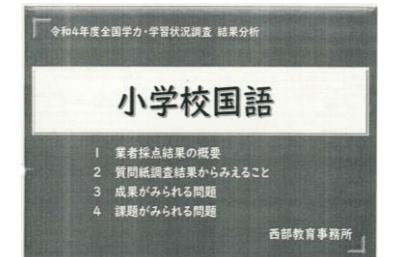 令和4年度全国学力・学習状況調査 結果分析
小学校国語
1 業者採点結果の概要
2 質問紙調査結果からみえること
3 成果がみられる問題
4 課題がみられる問題
西部教育事務所